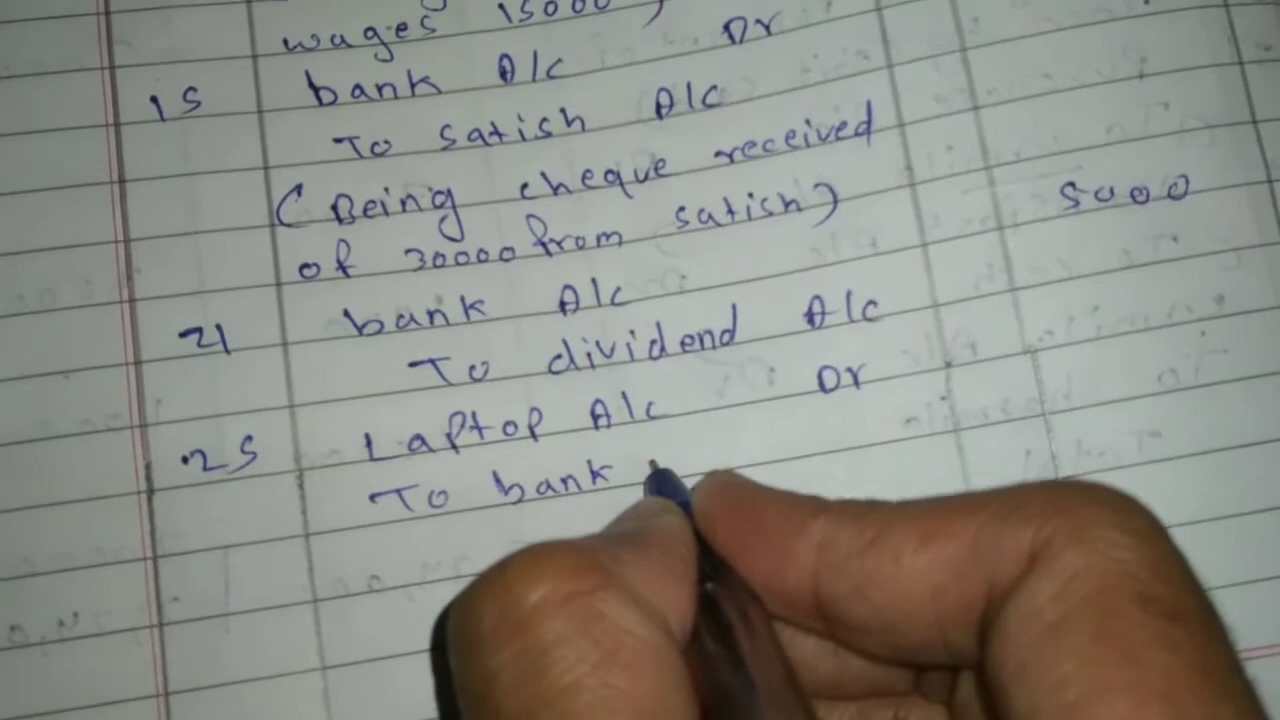 wages 15000)
15 bank A/c Dr
To satish A/c
(Being cheque received
of 30000 from satish) 5000
21 bank A/c
To dividend A/c
25 Laptop A/c Dr
To bank